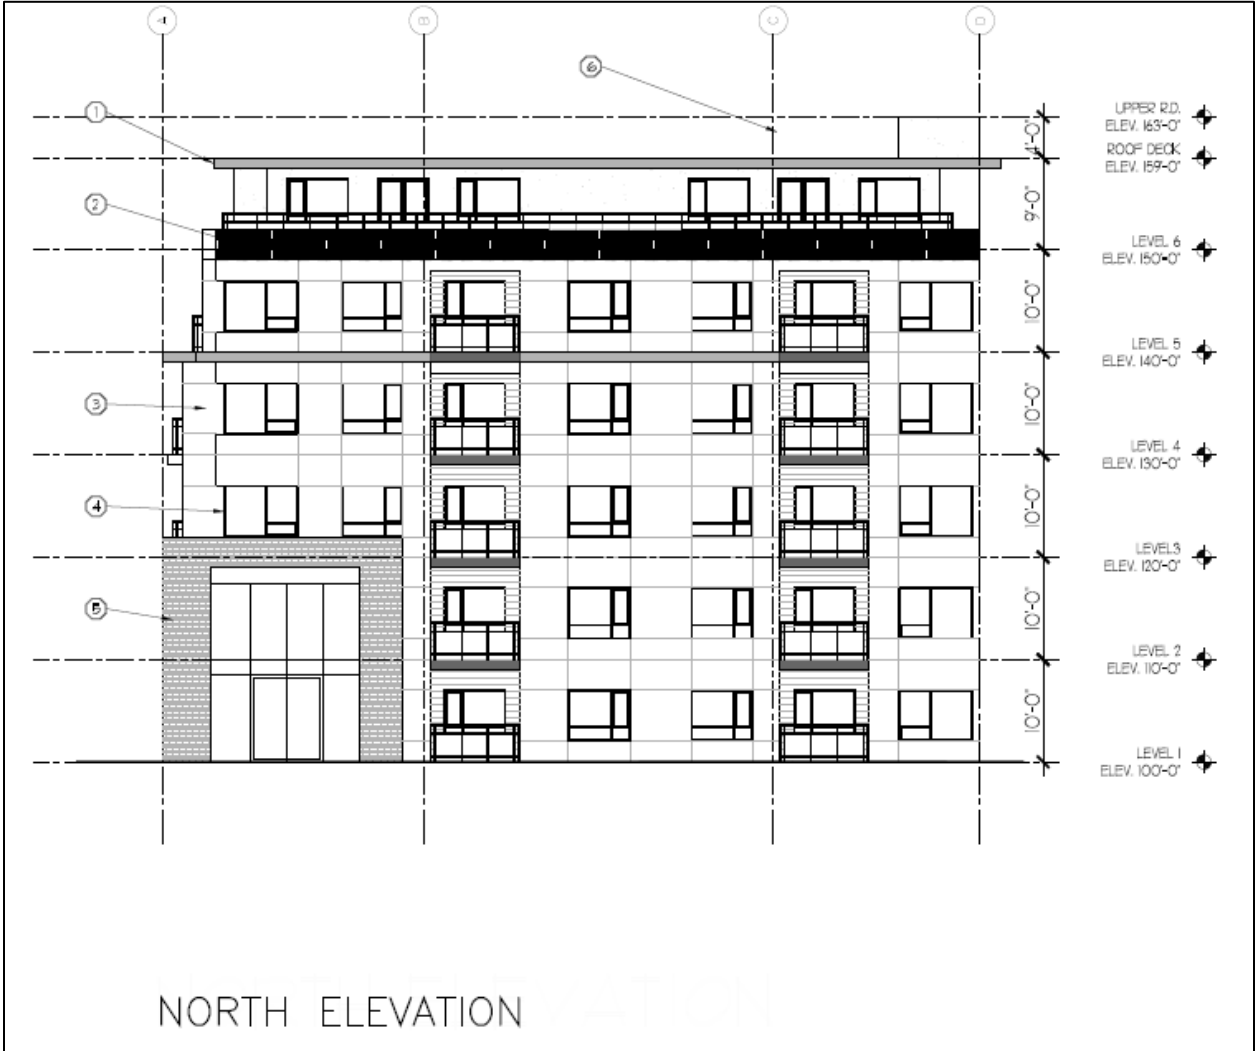 A
B
C
D
6
1
UPPER R.D.
ELEV. 163'-0"
4'-0"
ROOF DECK
ELEV. 159'-0"
9'-0"
2
LEVEL 6
ELEV. 150'-0"
10'-0"
LEVEL 5
ELEV. 140'-0"
3
10'-0"
LEVEL 4
ELEV. 130'-0"
4
10'-0"
LEVEL3
ELEV. 120'-0"
5
10'-0"
LEVEL 2
ELEV. 110'-0"
10'-0"
LEVEL 1
ELEV. 100'-0"
NORTH ELEVATION